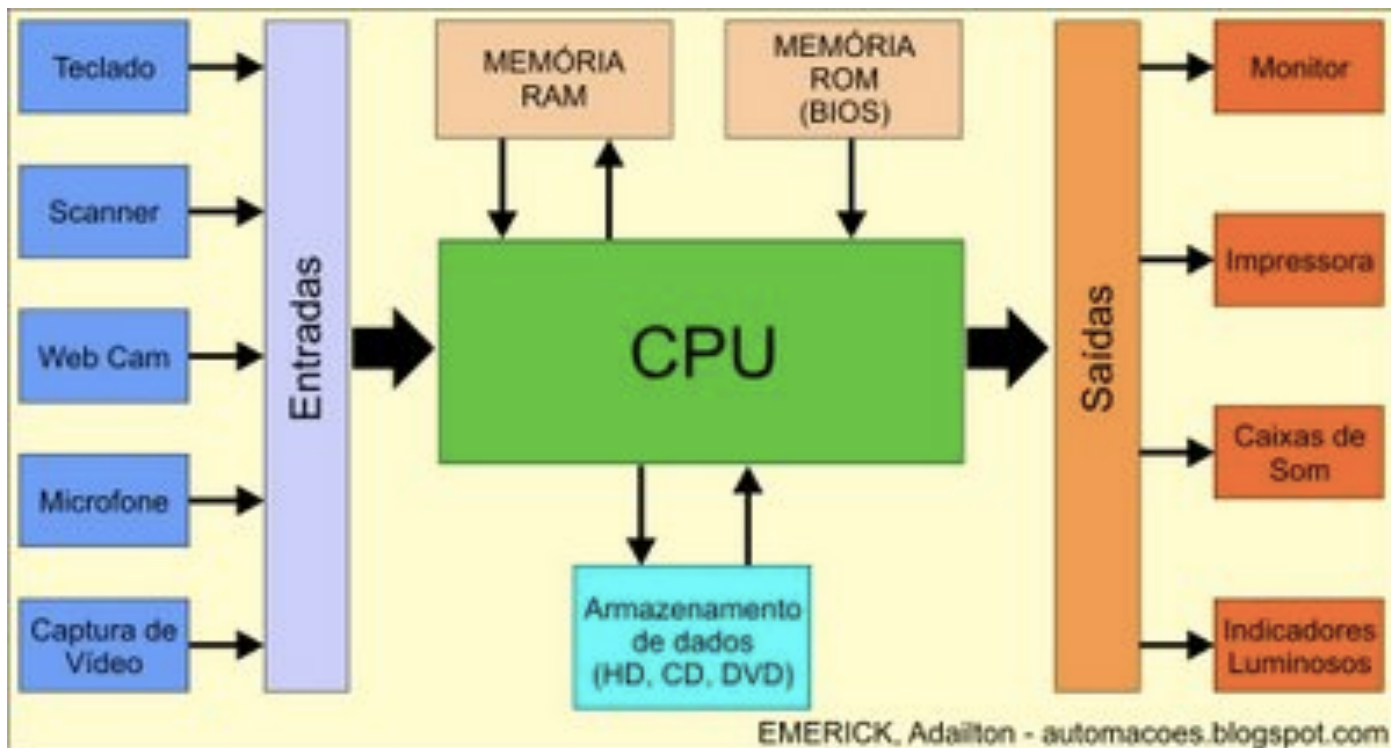 Teclado
Scanner
Web Cam
Microfone
Captura de
Vídeo
Entradas
MEMÓRIA
RAM
MEMÓRIA
ROM
(BIOS)
CPU
Armazenamento
de dados
(HD, CD, DVD)
Saídas
Monitor
Impressora
Caixas de
Som
Indicadores
Luminosos
EMERICK, Adailton - automacoes.blogspot.com